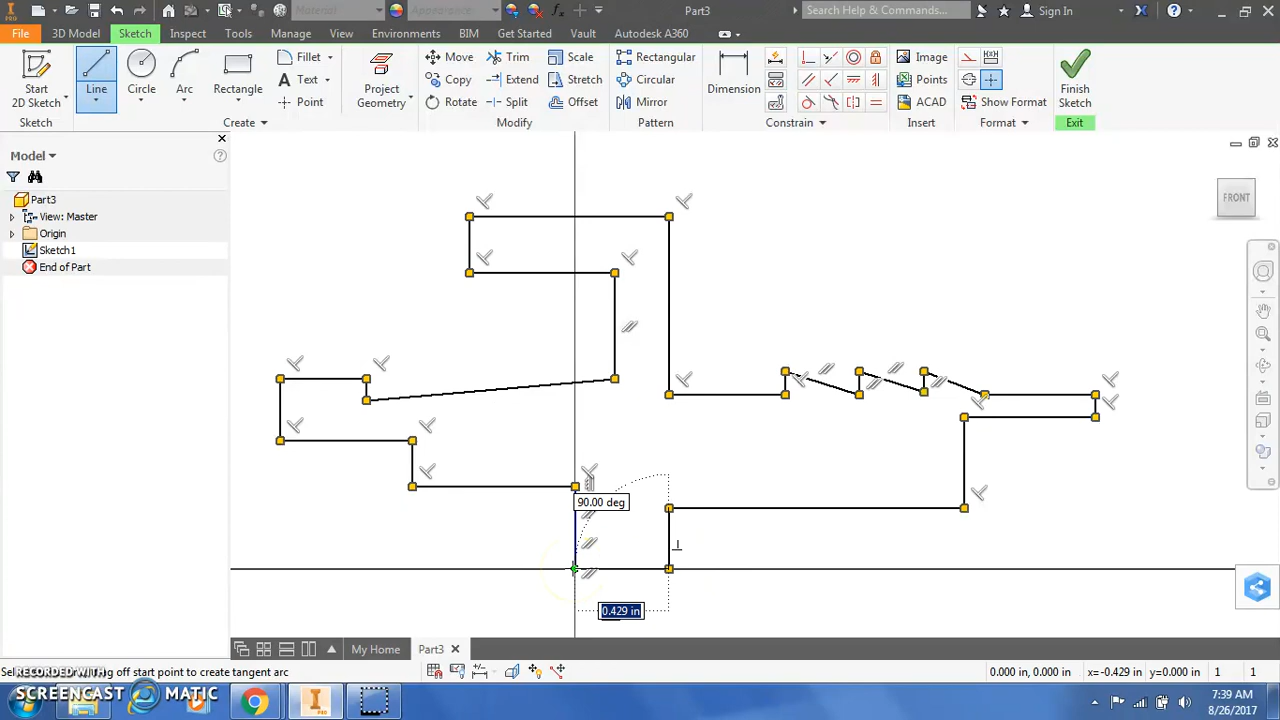 PRO Material Appearance fx Part3 Search Help & Commands... Sign In
File 3D Model Sketch Inspect Tools Manage View Environments BIM Get Started Vault Autodesk A360
Start 2D Sketch
Line
Circle
Arc
Rectangle
Fillet
Text
Point
Project Geometry
Move
Copy
Rotate
Trim
Extend
Split
Scale
Stretch
Offset
Rectangular
Circular
Mirror
Dimension
Image
Points
ACAD
Show Format
Finish Sketch
Sketch Create Modify Pattern Constrain Insert Format Exit
Model
Part3
View: Master
Origin
Sketch1
End of Part
FRONT
90.00 deg
0.429 in
My Home Part3
off start point to create tangent arc
0.000 in, 0.000 in x=-0.429 in y=0.000 in 1 1
RECORDED WITH
SCREENCAST MATIC
PRO
7:39 AM
8/26/2017